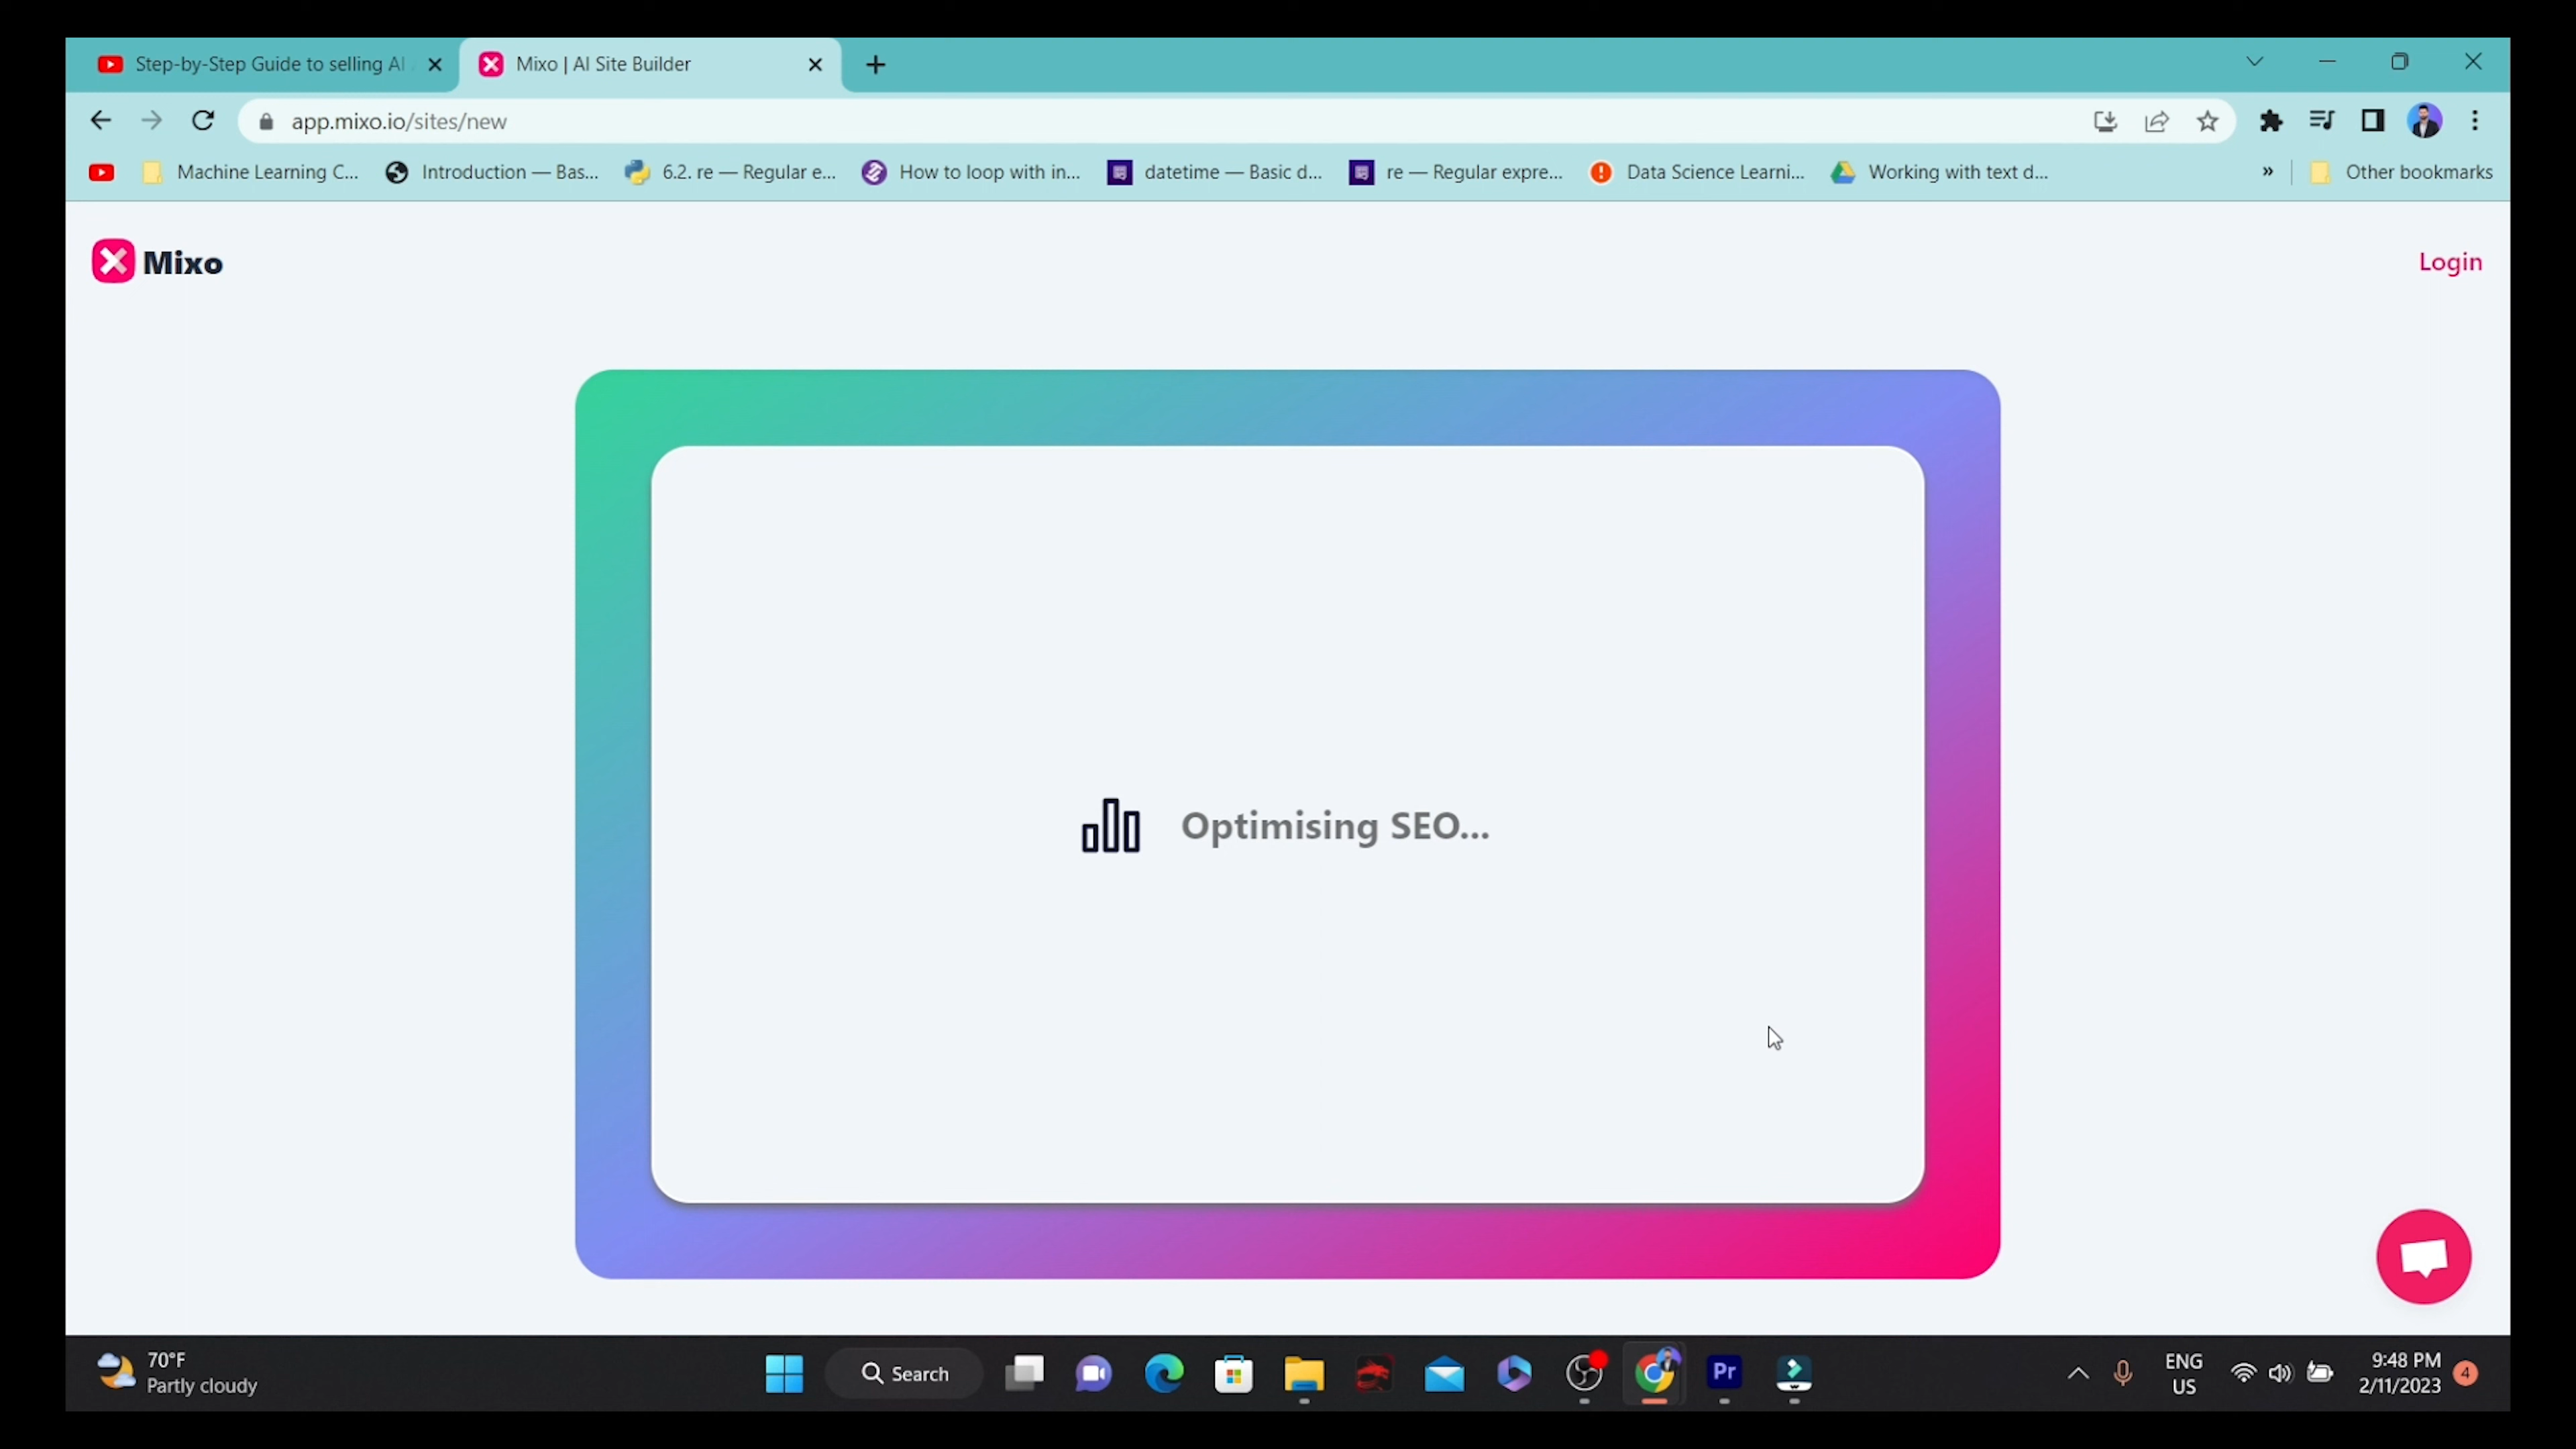 Step-by-Step Guide to selling AI
Mixo | AI Site Builder
app.mixo.io/sites/new
Machine Learning C...
Introduction — Bas...
6.2. re — Regular e...
How to loop with in...
datetime — Basic d...
re — Regular expre...
Data Science Learni...
Working with text d...
»
Other bookmarks
Mixo
Login
Optimising SEO...
70°F
Partly cloudy
Search
Pr
ENG
US
9:48 PM
2/11/2023
4